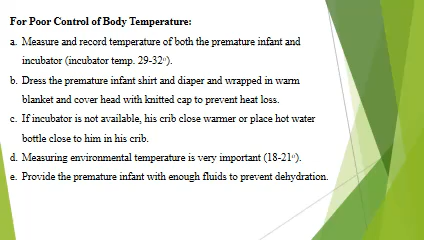 For Poor Control of Body Temperature:
a. Measure and record temperature of both the premature infant and
incubator (incubator temp. 29-32°).
b. Dress the premature infant shirt and diaper and wrapped in warm
blanket and cover head with knitted cap to prevent heat loss.
c. If incubator is not available, his crib close warmer or place hot water
bottle close to him in his crib.
d. Measuring environmental temperature is very important (18-21°).
e. Provide the premature infant with enough fluids to prevent dehydration.